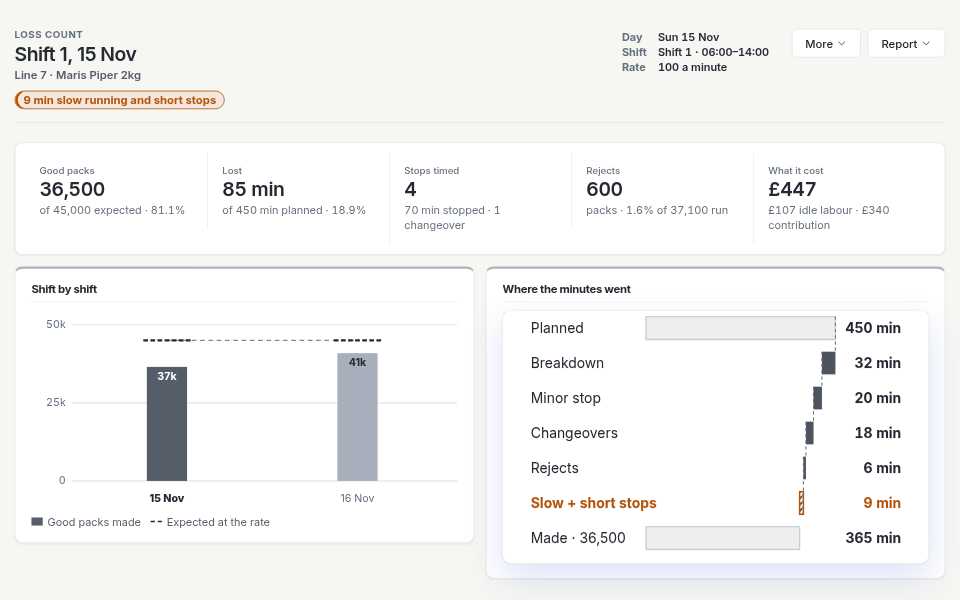 LOSS COUNT
Shift 1, 15 Nov
Line 7 · Maris Piper 2kg
9 min slow running and short stops
Day Sun 15 Nov
Shift Shift 1 · 06:00–14:00
Rate 100 a minute
More
Report
Good packs
36,500
of 45,000 expected · 81.1%
Lost
85 min
of 450 min planned · 18.9%
Stops timed
4
70 min stopped · 1
changeover
Rejects
600
packs · 1.6% of 37,100 run
What it cost
£447
£107 idle labour · £340
contribution
Shift by shift
50k
25k
0
37k
41k
15 Nov
16 Nov
Good packs made
Expected at the rate
Where the minutes went
Planned 450 min
Breakdown 32 min
Minor stop 20 min
Changeovers 18 min
Rejects 6 min
Slow + short stops 9 min
Made · 36,500 365 min